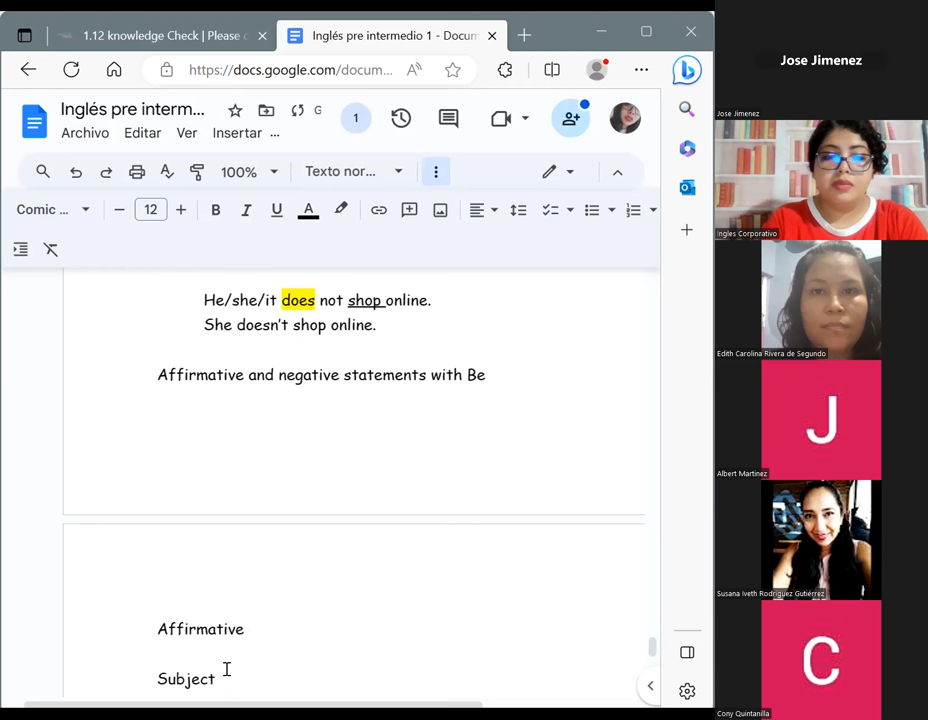 1.12 knowledge Check | Please
Inglés pre intermedio 1 - Docum
https://docs.google.com/docum...
Inglés pre interm...
G
1
Archivo Editar Ver Insertar ...
100% Texto nor...
Comic ... 12 B I U A
He/she/it does not shop online.
She doesn't shop online.
Affirmative and negative statements with Be
Affirmative
Subject
Jose Jimenez
Jose Jimenez
Ingles Corporativo
Edith Carolina Rivera de Segundo
J
Albert Martinez
Susana Iveth Rodriguez Gutiérrez
C
Cony Quintanilla